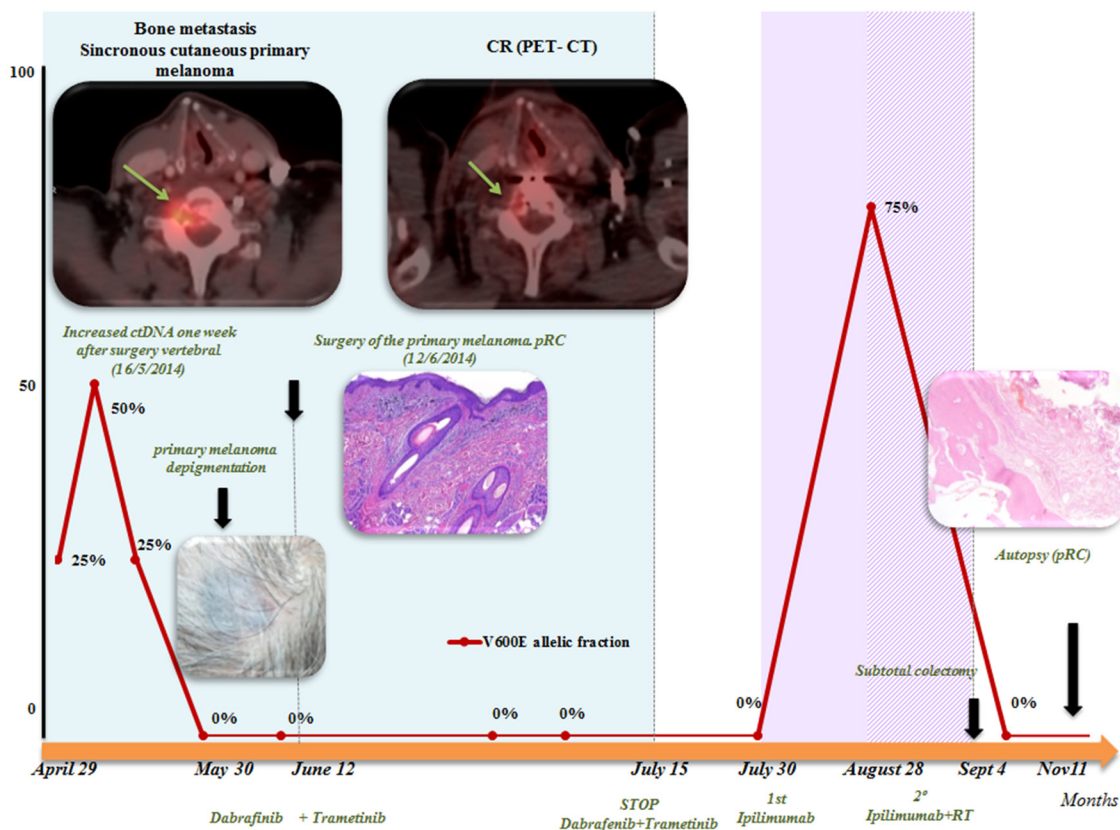 Bone metastasis
Sincronous cutaneous primary
melanoma
CR (PET- CT)
100
Increased ctDNA one week
after surgery vertebral
(16/5/2014)
Surgery of the primary melanoma. pRC
(12/6/2014)
75%
50
50%
primary melanoma
depigmentation
25%
25%
Autopsy (pRC)
V600E allelic fraction
Subtotal colectomy
0
0%
0%
0%
0%
0%
0%
April 29
May 30
June 12
July 15
July 30
August 28
Sept 4
Nov11
Months
Dabrafinib
+ Trametinib
STOP
Dabrafenib+Trametinib
1st
Ipilimumab
2º
Ipilimumab+RT